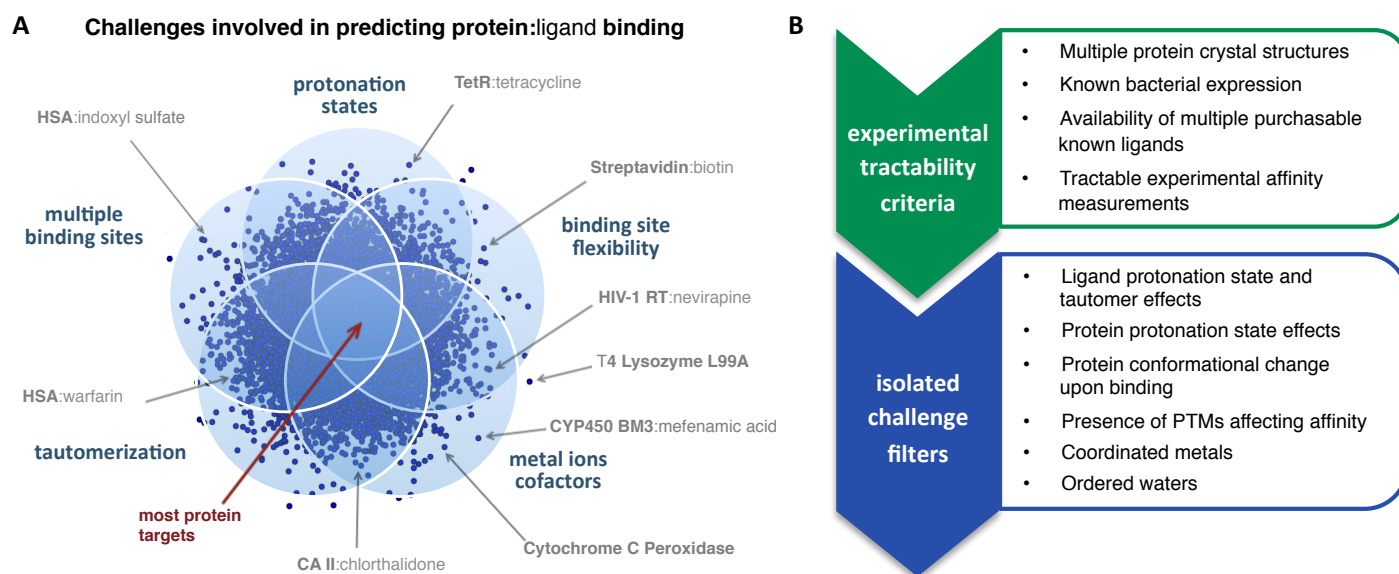 A
Challenges involved in predicting protein:ligand binding
protonation
states
TetR:tetracycline
HSA:indoxyl sulfate
Streptavidin:biotin
multiple
binding sites
binding site
flexibility
HIV-1 RT:nevirapine
T4 Lysozyme L99A
HSA:warfarin
CYP450 BM3:mefenamic acid
tautomerization
metal ions
cofactors
most protein
targets
Cytochrome C Peroxidase
CA II:chlorthalidone
B
experimental
tractability
criteria
• Multiple protein crystal structures
• Known bacterial expression
• Availability of multiple purchasable
known ligands
• Tractable experimental affinity
measurements
isolated
challenge
filters
• Ligand protonation state and
tautomer effects
• Protein protonation state effects
• Protein conformational change
upon binding
• Presence of PTMs affecting affinity
• Coordinated metals
• Ordered waters